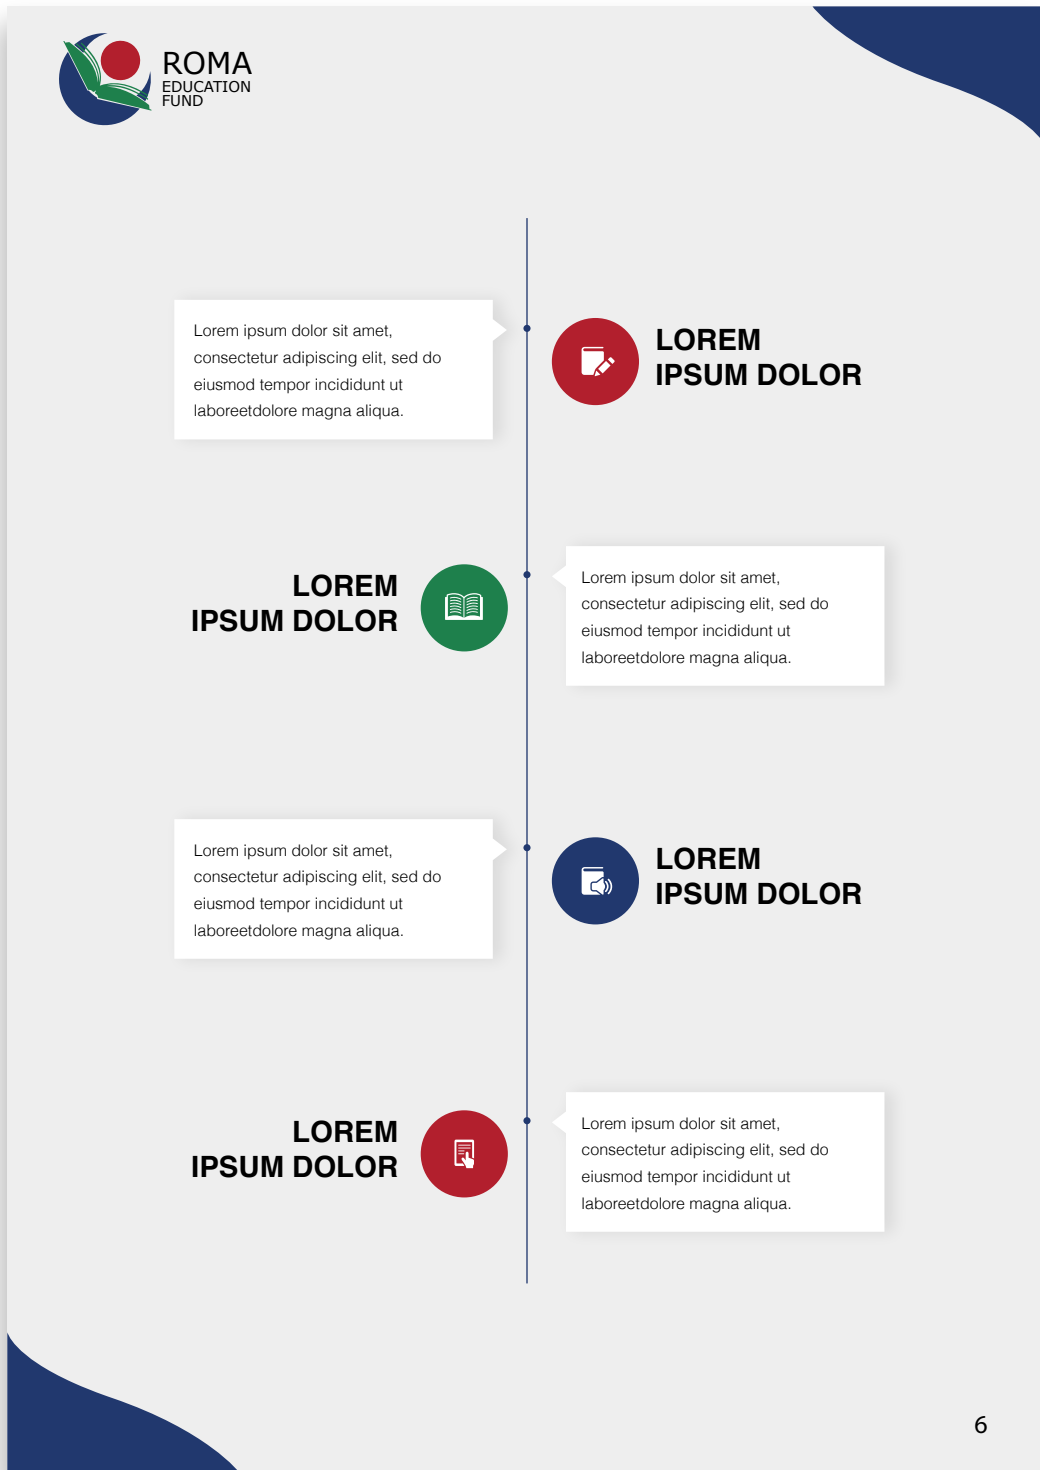 ROMA
EDUCATION
FUND
Lorem ipsum dolor sit amet,
consectetur adipiscing elit, sed do
eiusmod tempor incididunt ut
laboreetdolore magna aliqua.
LOREM
IPSUM DOLOR
LOREM
IPSUM DOLOR
Lorem ipsum dolor sit amet,
consectetur adipiscing elit, sed do
eiusmod tempor incididunt ut
laboreetdolore magna aliqua.
Lorem ipsum dolor sit amet,
consectetur adipiscing elit, sed do
eiusmod tempor incididunt ut
laboreetdolore magna aliqua.
LOREM
IPSUM DOLOR
LOREM
IPSUM DOLOR
Lorem ipsum dolor sit amet,
consectetur adipiscing elit, sed do
eiusmod tempor incididunt ut
laboreetdolore magna aliqua.
6